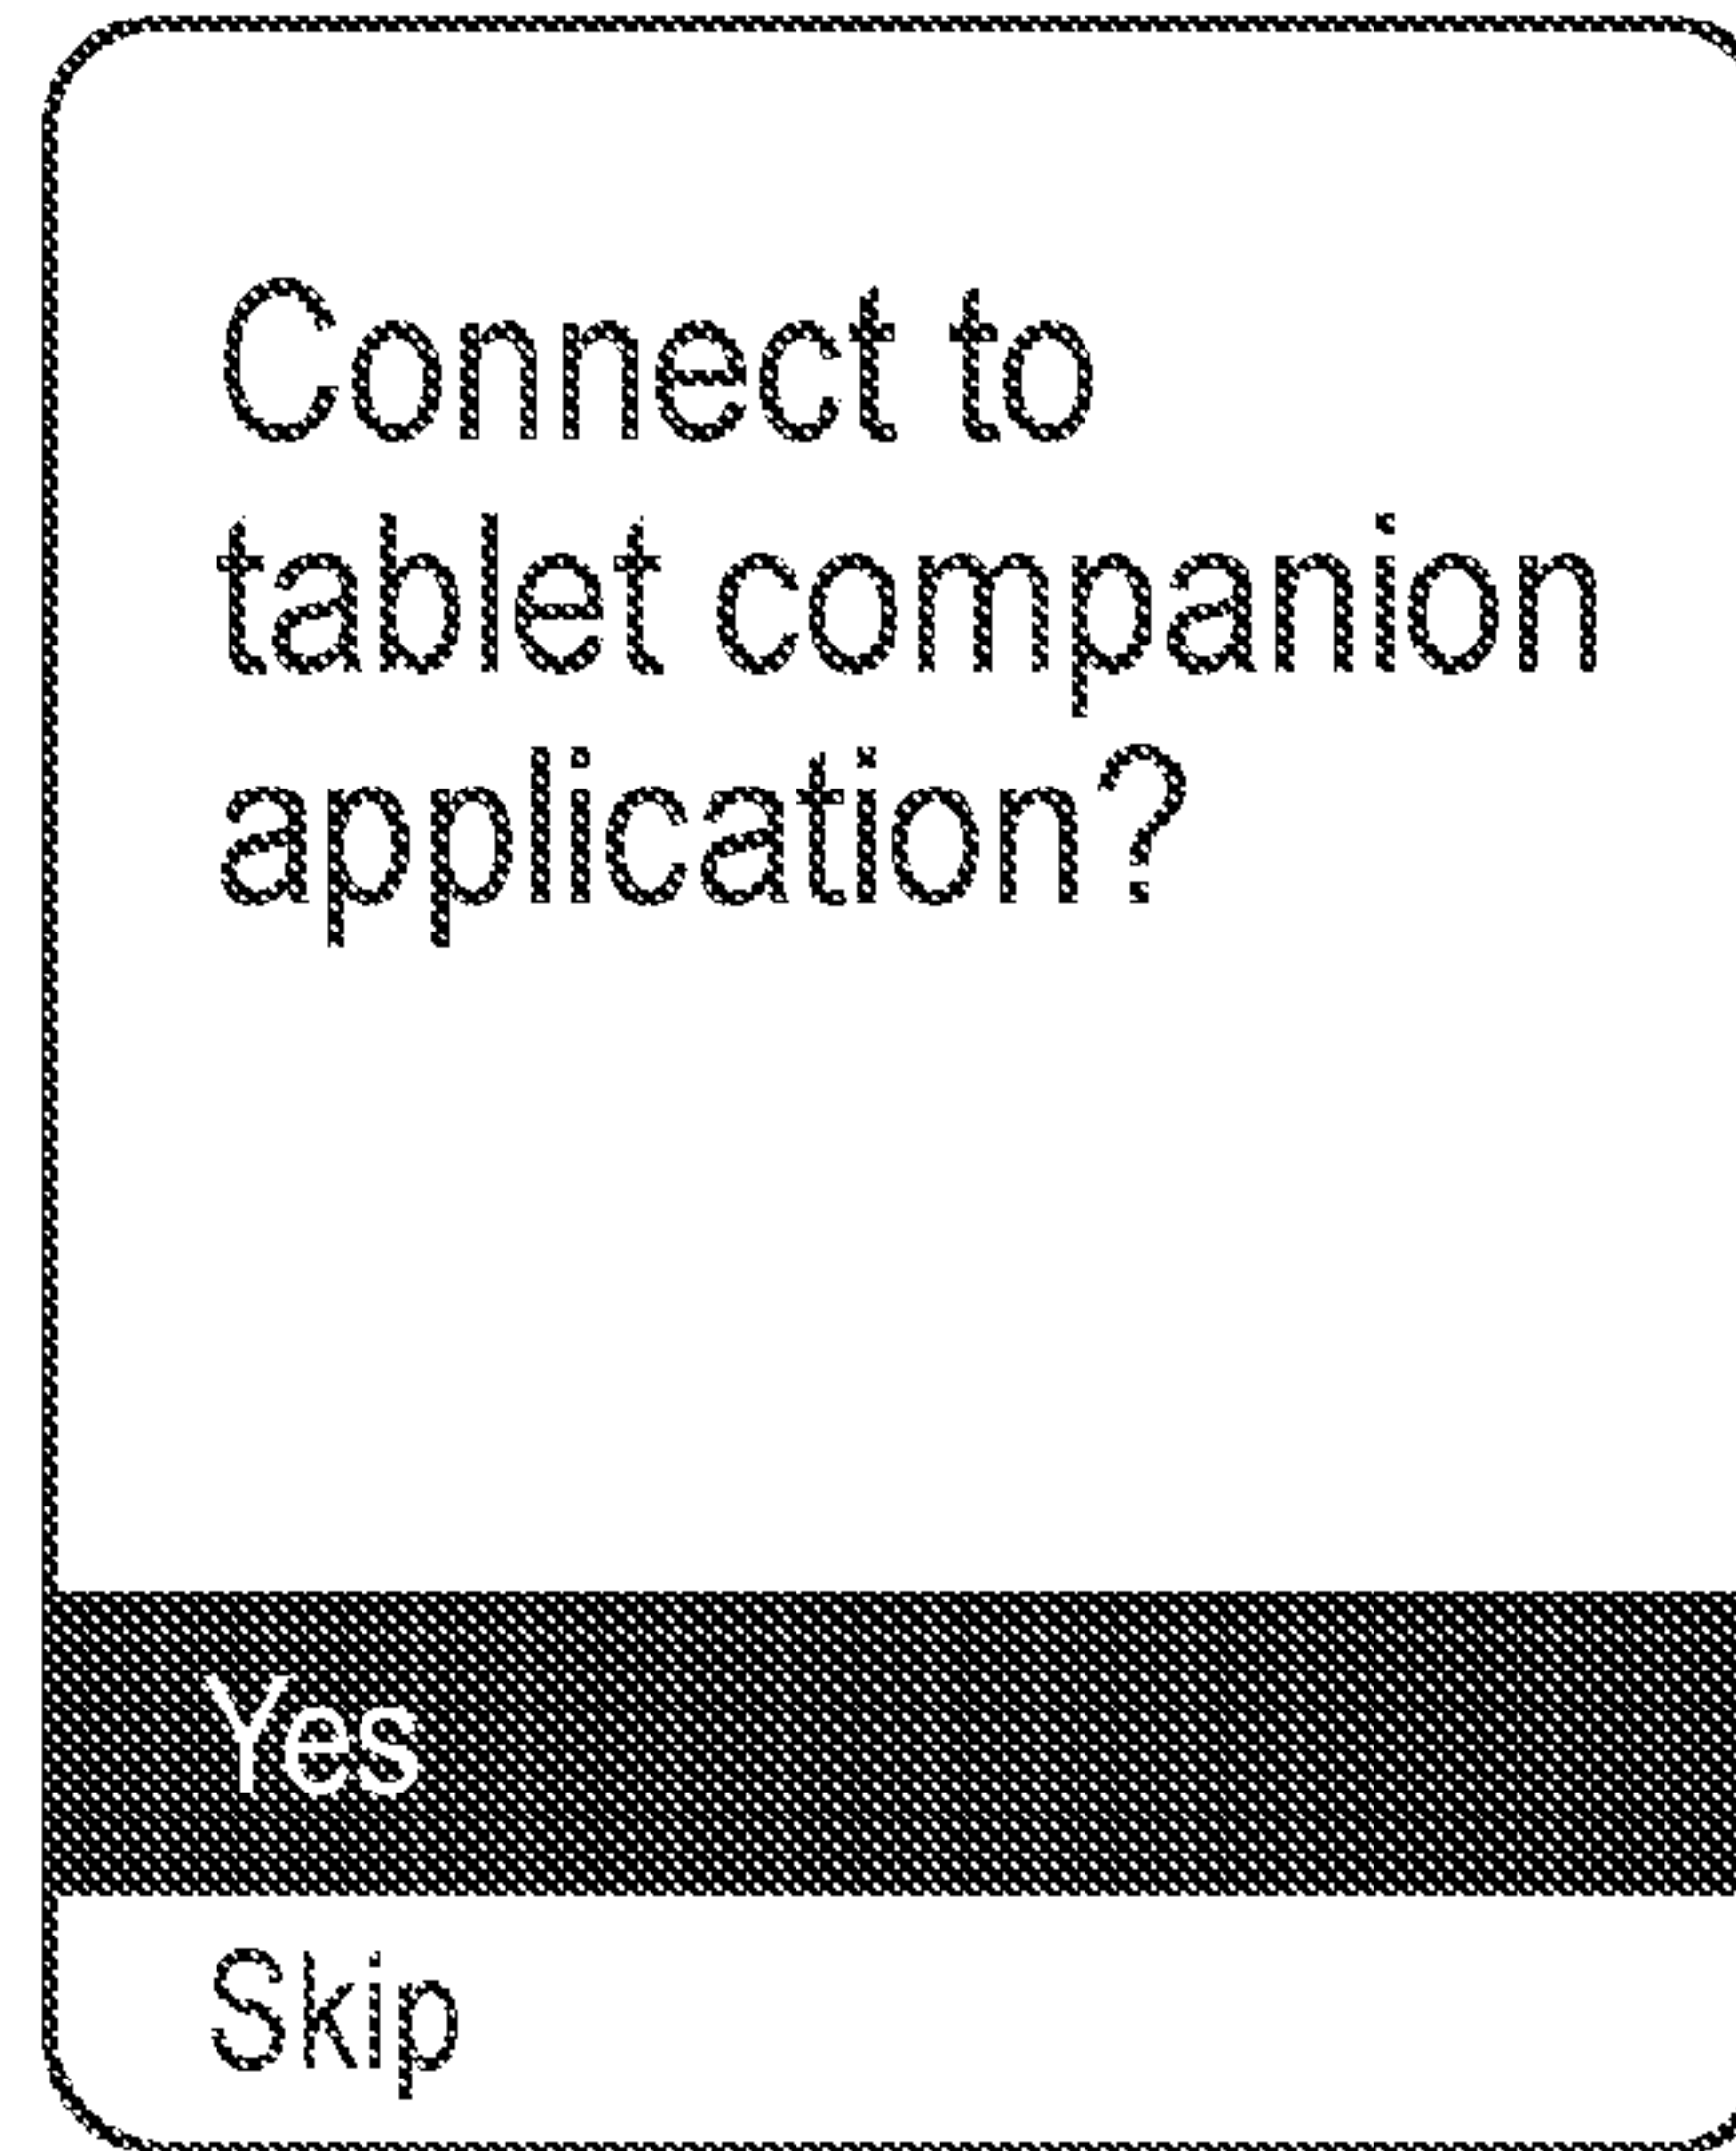 Connect to
tablet companion
application?
Yes
Skip